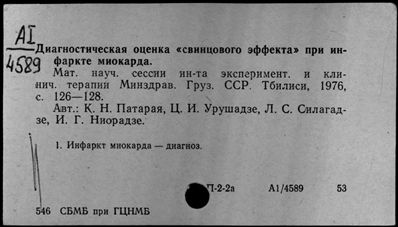 АI
4589
Диагностическая оценка «свинцового эффекта» при ин-
фаркте миокарда.
Мат. науч. сессии ин-та эксперимент. и кли-
нич. терапии Минздрав. Груз. ССР. Тбилиси, 1976,
с. 126—128.
Авт.: К. Н. Патарая, Ц. И. Урушадзе, Л. С. Силагад-
зе, И. Г. Ниорадзе.
1. Инфаркт миокарда — диагноз.
П-2-2а А1/4589 53
546 СБМБ при ГЦНМБ